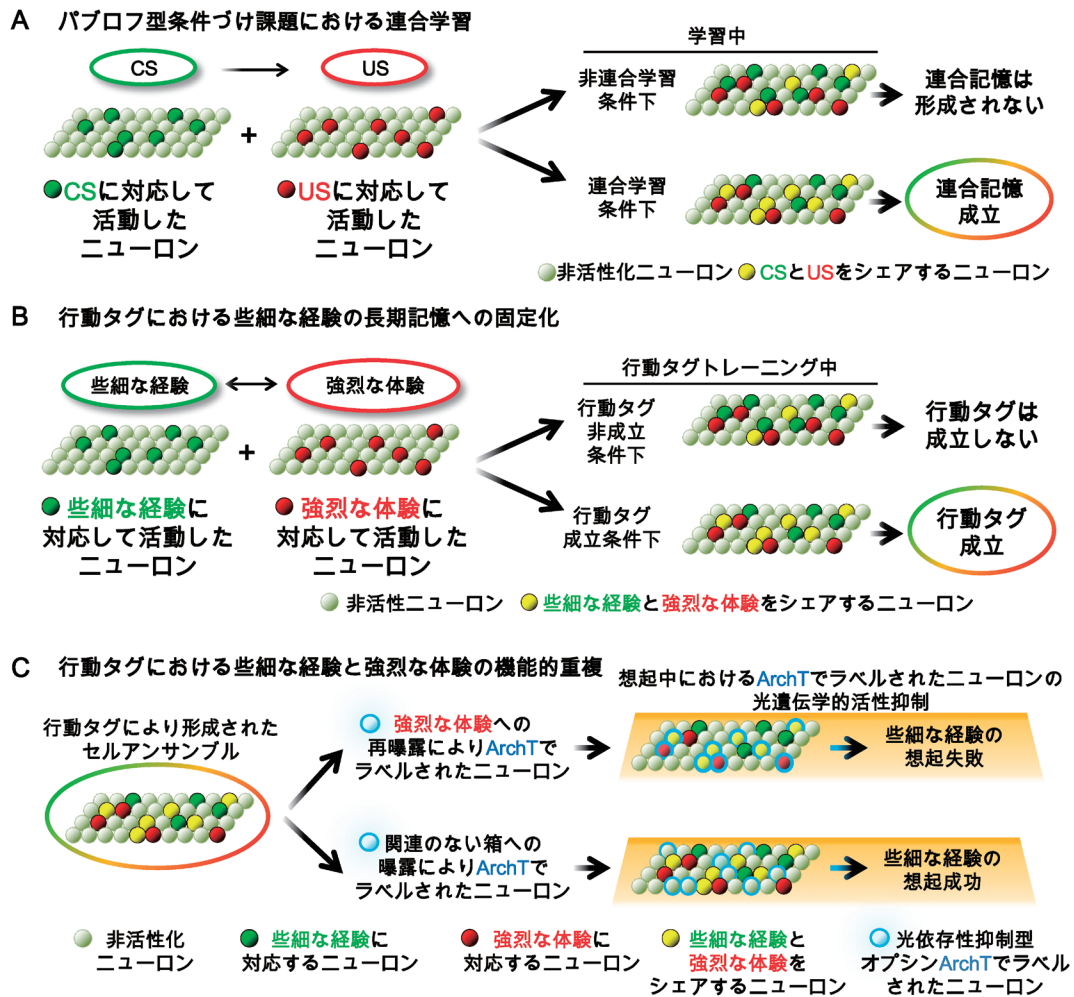 A パブロフ型条件づけ課題における連合学習
CS
US
+
●CSに対応して
活動した
ニューロン
●USに対応して
活動した
ニューロン
学習中
非連合学習
条件下
連合記憶は
形成されない
連合学習
条件下
連合記憶
成立
非活性化ニューロン
CSとUSをシェアするニューロン
B 行動タグにおける些細な経験の長期記憶への固定化
些細な経験
強烈な体験
+
些細な経験に
対応して活動した
ニューロン
強烈な体験に
対応して活動した
ニューロン
行動タグトレーニング中
行動タグ
非成立
条件下
行動タグは
成立しない
行動タグ
成立条件下
行動タグ
成立
非活性ニューロン
些細な経験と強烈な体験をシェアするニューロン
C 行動タグにおける些細な経験と強烈な体験の機能的重複
行動タグにより形成された
セルアンサンブル
強烈な体験への
再曝露によりArchTで
ラベルされたニューロン
関連のない箱への
曝露によりArchTで
ラベルされたニューロン
想起中におけるArchTでラベルされたニューロンの
光遺伝学的活性抑制
些細な経験の
想起失敗
些細な経験の
想起成功
非活性化
ニューロン
些細な経験に
対応するニューロン
強烈な体験に
対応するニューロン
些細な経験と
強烈な体験を
シェアするニューロン
光依存性抑制型
オプシンArchTでラベル
されたニューロン